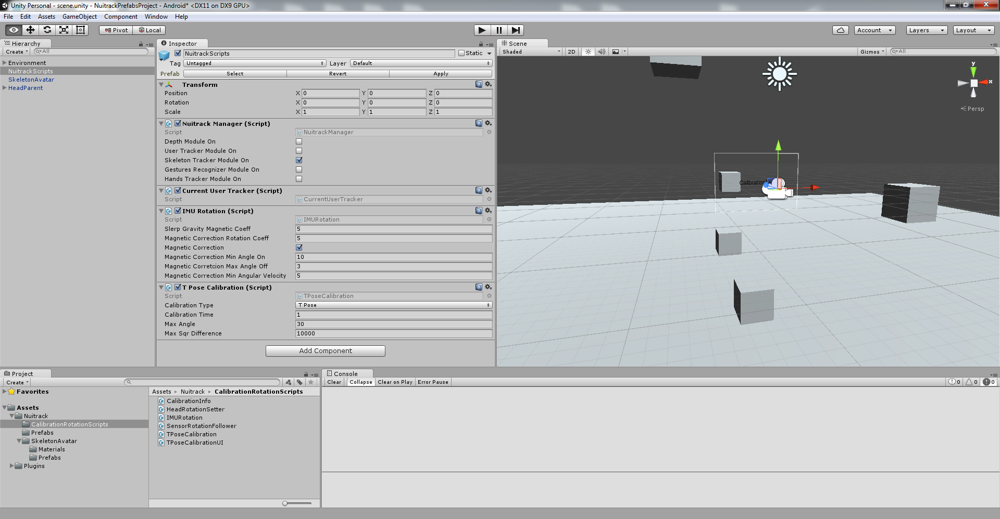 Unity Personal - scene.unity - NuitrackPrefabsProject - Android* <DX11 on DX9 GPU>
File Edit Assets GameObject Component Window Help
Pivot Local Account Layers Layout
Hierarchy
Create All
Environment
NuitrackScripts
SkeletonAvatar
HeadParent
Inspector
NuitrackScripts Static
Tag Untagged Layer Default
Prefab Select Revert Apply
Transform
Position X 0 Y 0 Z 0
Rotation X 0 Y 0 Z 0
Scale X 1 Y 1 Z 1
Nuitrack Manager (Script)
Script NuitrackManager
Depth Module On
User Tracker Module On
Skeleton Tracker Module On
Gestures Recognizer Module On
Hands Tracker Module On
Current User Tracker (Script)
Script CurrentUserTracker
IMU Rotation (Script)
Script IMURotation
Slerp Gravity Magnetic Coeff 5
Magnetic Correction Rotation Coeff 5
Magnetic Correction
Magnetic Correction Min Angle On 10
Magnetic Corretcion Max Angle Off 3
Magnetic Correction Min Angular Velocity 5
T Pose Calibration (Script)
Script TPoseCalibration
Calibration Type T Pose
Calibration Time 1
Max Angle 30
Max Sqr Difference 10000
Add Component
Scene
Shaded 2D Gizmos All
y
x
Persp
Calibration
Project
Create
Favorites
Assets
Nuitrack
CalibrationRotationScripts
Prefabs
SkeletonAvatar
Materials
Prefabs
Plugins
Assets Nuitrack CalibrationRotationScripts
CalibrationInfo
HeadRotationSetter
IMURotation
SensorRotationFollower
TPoseCalibration
TPoseCalibrationUI
Console
Clear Collapse Clear on Play Error Pause 0 0 0